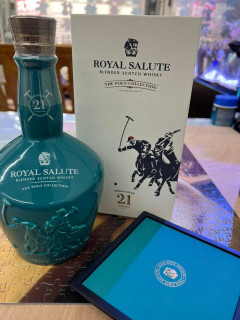 21
ROYAL SALUTE
BLENDED SCOTCH WHISKY
THE POLO COLLECTION
ROYAL SALUTE
BLENDED SCOTCH WHISKY
THE POLO COLLECTION
21